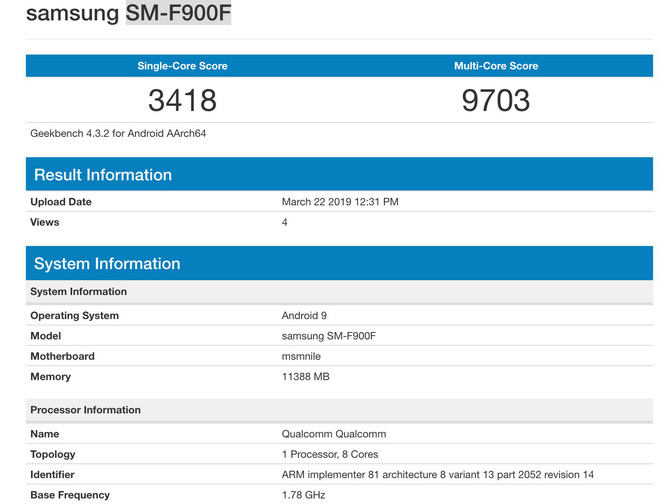 samsung SM-F900F
Single-Core Score Multi-Core Score
3418 9703
Geekbench 4.3.2 for Android AArch64
Result Information
Upload Date March 22 2019 12:31 PM
Views 4
System Information
System Information
Operating System Android 9
Model samsung SM-F900F
Motherboard msmnile
Memory 11388 MB
Processor Information
Name Qualcomm Qualcomm
Topology 1 Processor, 8 Cores
Identifier ARM implementer 81 architecture 8 variant 13 part 2052 revision 14
Base Frequency 1.78 GHz